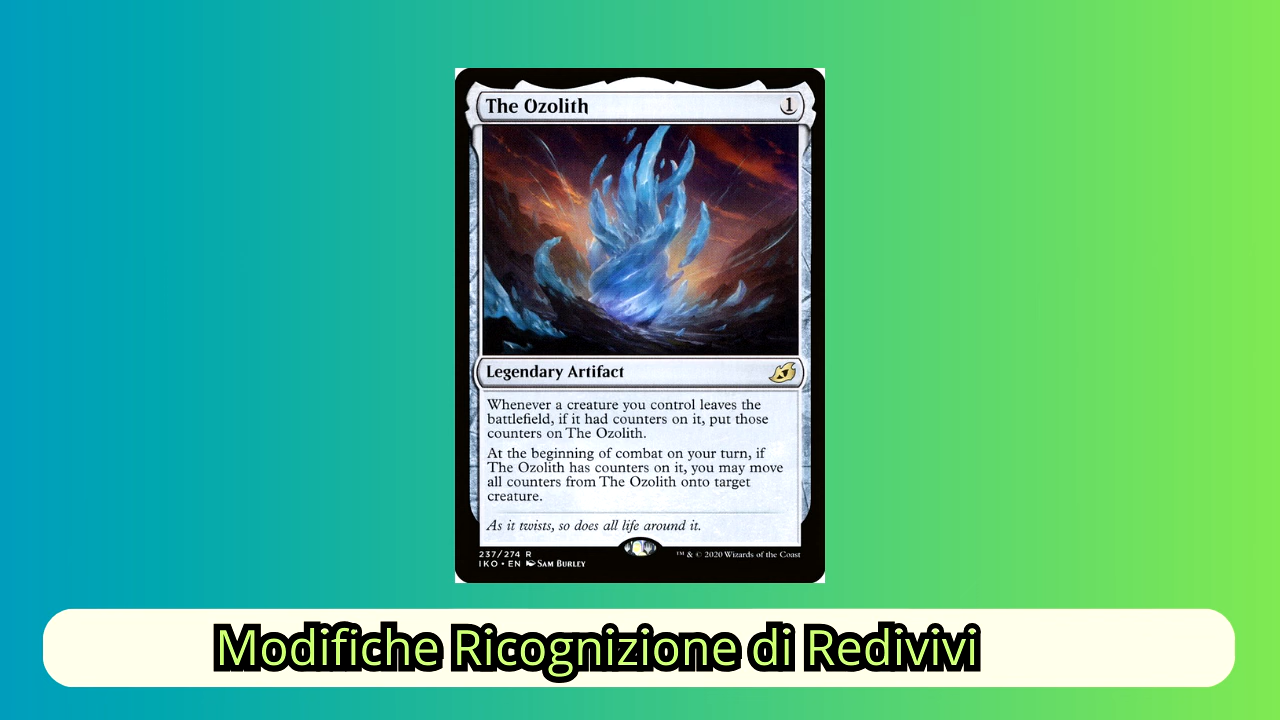 The Ozolith 1
Legendary Artifact
Whenever a creature you control leaves the
battlefield, if it had counters on it, put those
counters on The Ozolith.
At the beginning of combat on your turn, if
The Ozolith has counters on it, you may move
all counters from The Ozolith onto target
creature.
As it twists, so does all life around it.
237/274 R
™ & © 2020 Wizards of the Coast
IKO • EN Sam Burley
Modifiche Ricognizione di Redivivi